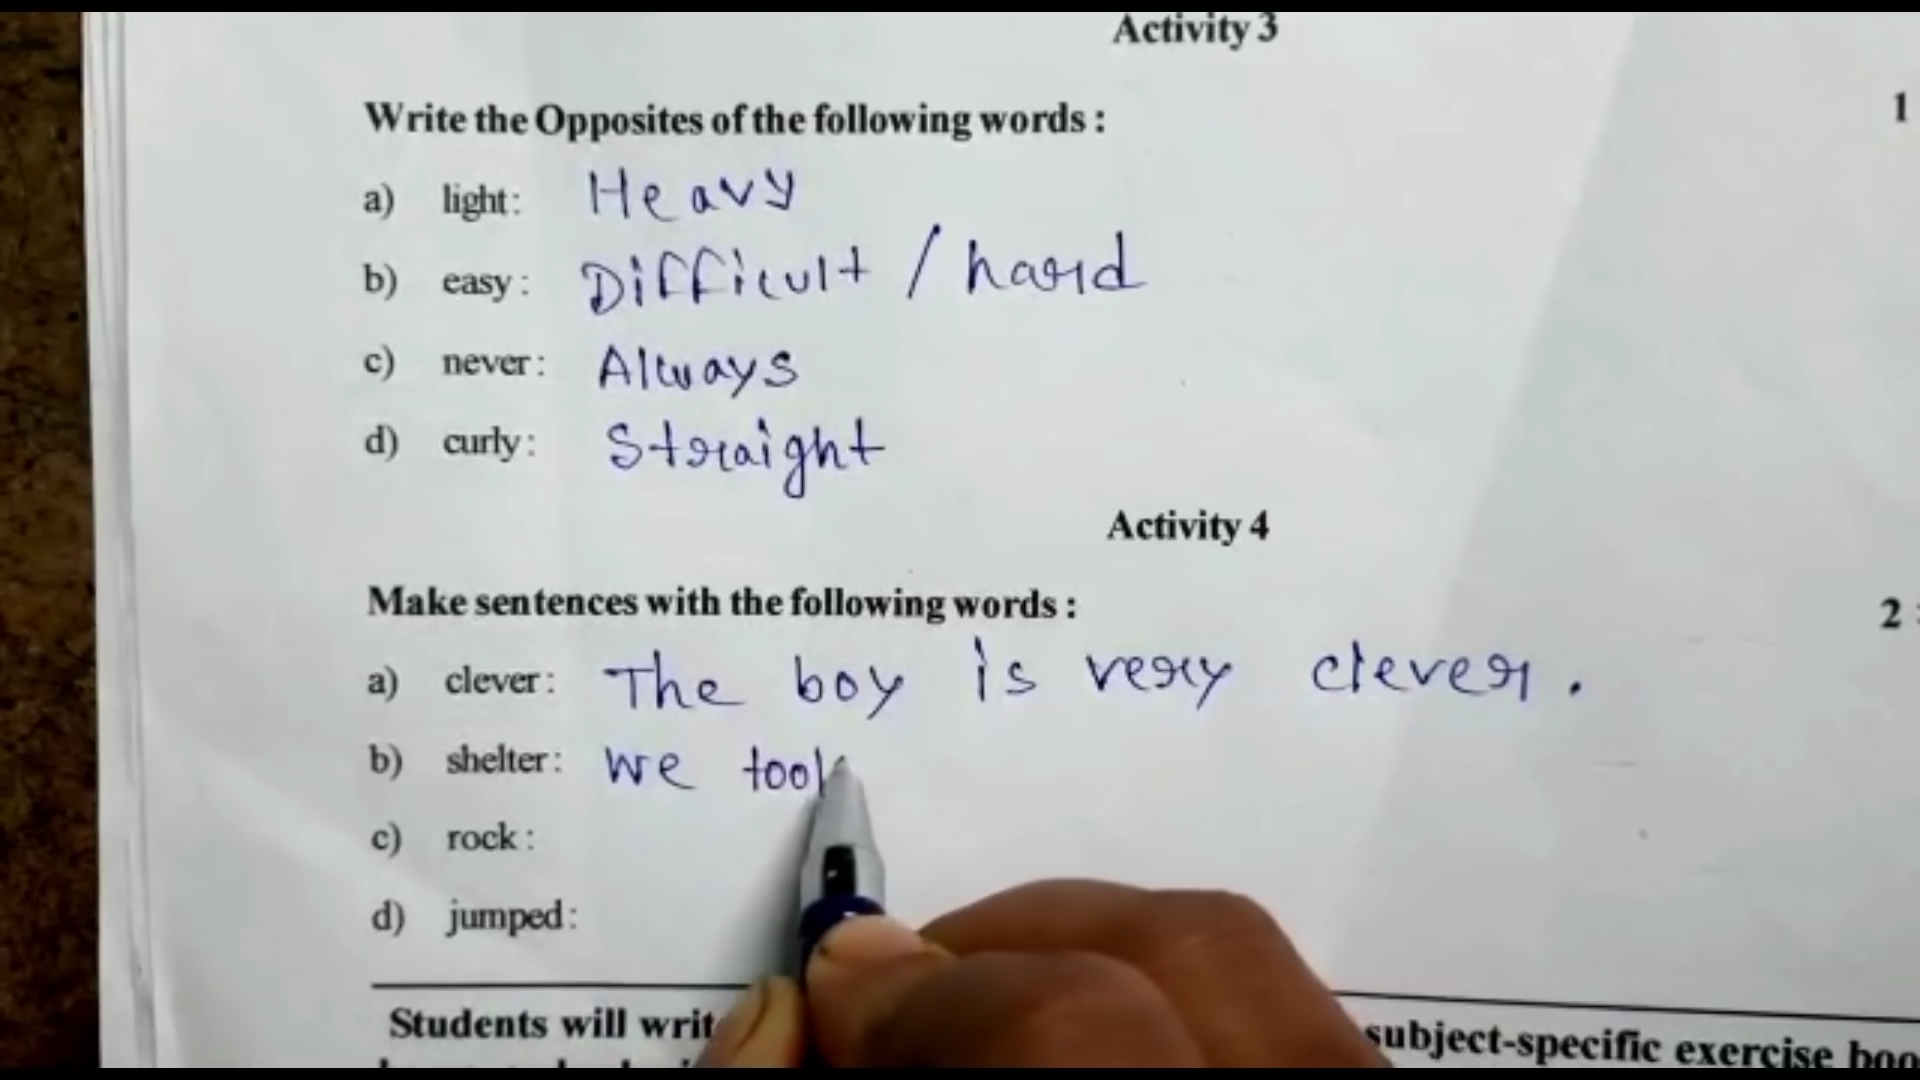 Activity 3
Write the Opposites of the following words : 1
a) light : Heavy
b) easy : Difficult / hard
c) never : Always
d) curly : Straight
Activity 4
Make sentences with the following words : 2
a) clever : The boy is very clever .
b) shelter : We took
c) rock :
d) jumped :
Students will subject-specific exercise